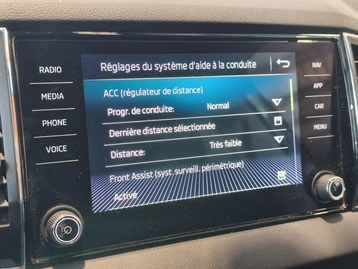 Réglages du système d'aide à la conduite
RADIO
MEDIA
PHONE
VOICE
ACC (régulateur de distance)
Progr. de conduite: Normal
Dernière distance sélectionnée
Distance: Très faible
Front Assist (syst. surveill. périmétrique)
Activé
NAV
APP
CAR
MENU